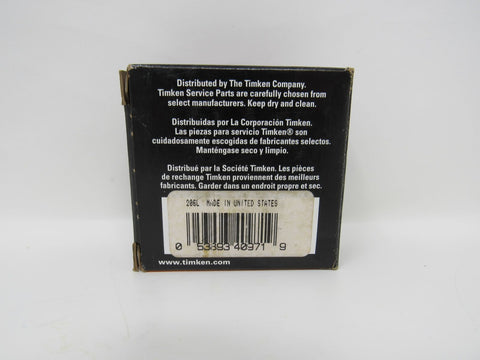 Distributed by The Timken Company.
Timken Service Parts are carefully chosen from
select manufacturers. Keep dry and clean.
Distribuidas por La Corporación Timken.
Las piezas para servicio Timken® son
cuidadosamente escogidas de fabricantes selectos.
Manténgase seco y limpio.
Distribué par la Société Timken. Les pièces
de rechange Timken proviennent des meilleurs
fabricants. Garder dans un endroit propre et sec.
206L MADE IN UNITED STATES
0 53893 40971 9
www.timken.com